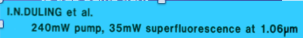 I.N.DULING et al.
240mW pump, 35mW superfluorescence at 1.06µm